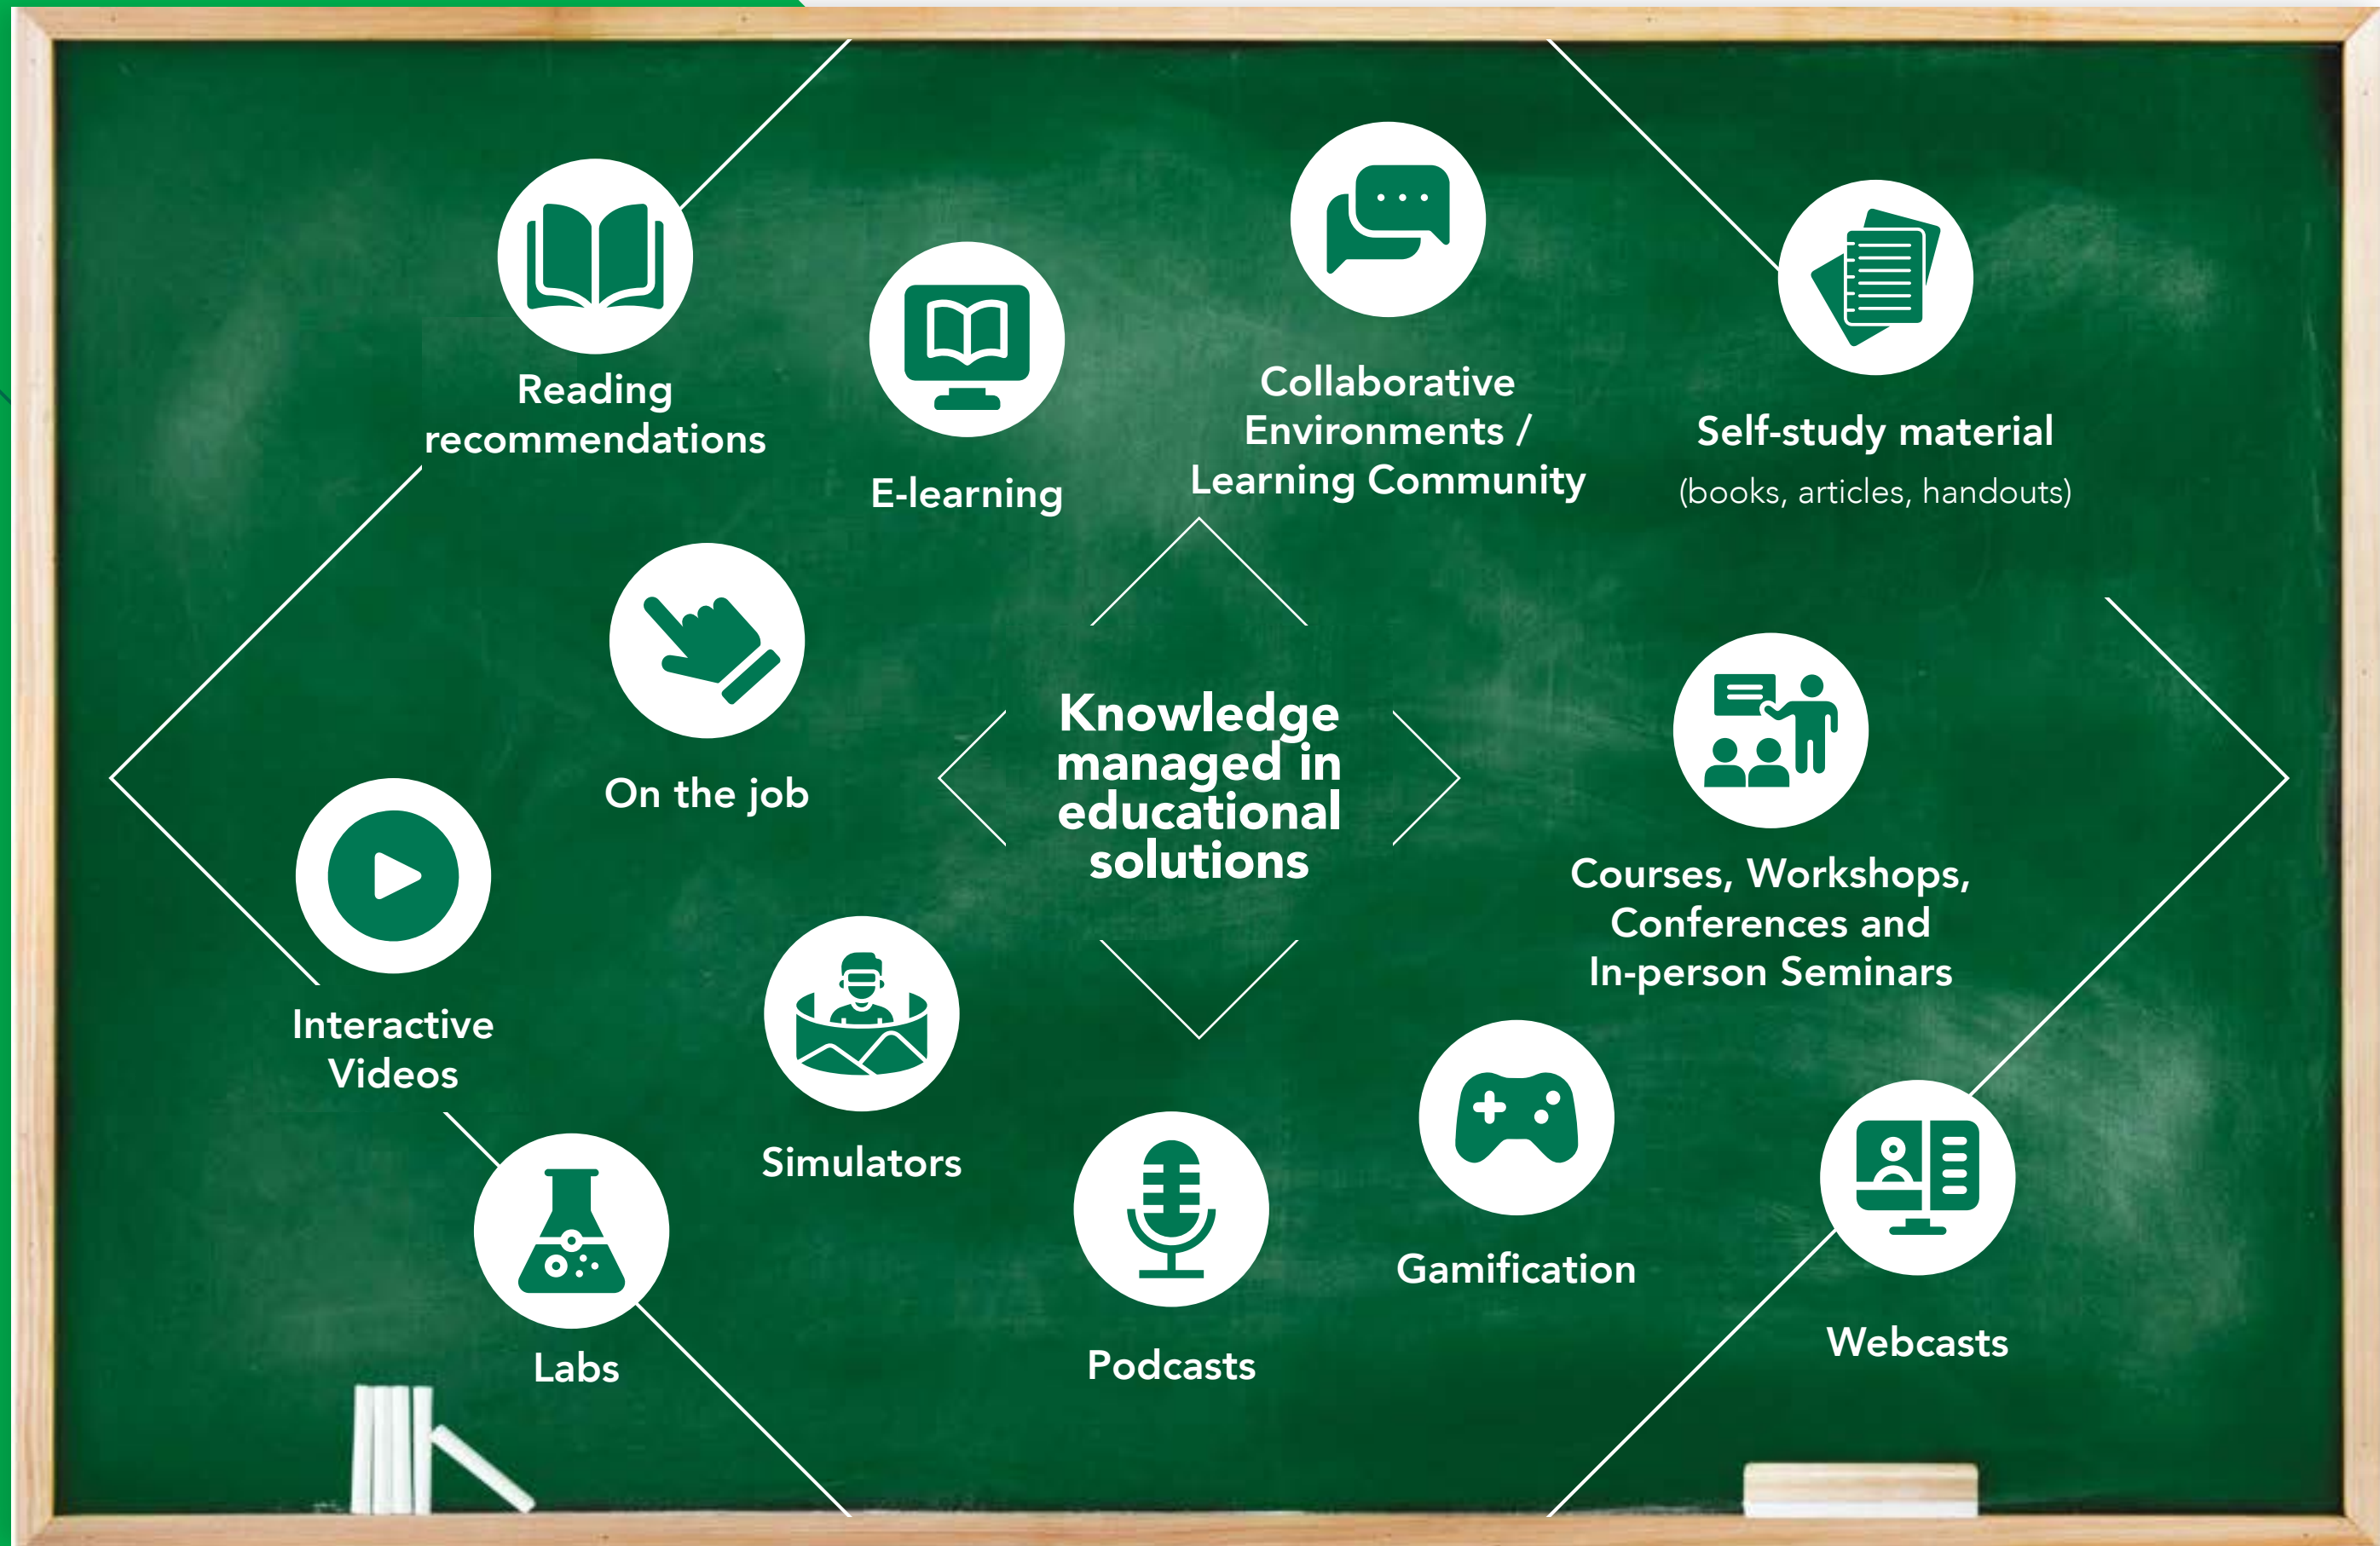 Reading
recommendations
E-learning
Collaborative
Environments /
Learning Community
Self-study material
(books, articles, handouts)
On the job
Knowledge
managed in
educational
solutions
Courses, Workshops,
Conferences and
In-person Seminars
Interactive
Videos
Simulators
Labs
Podcasts
Gamification
Webcasts